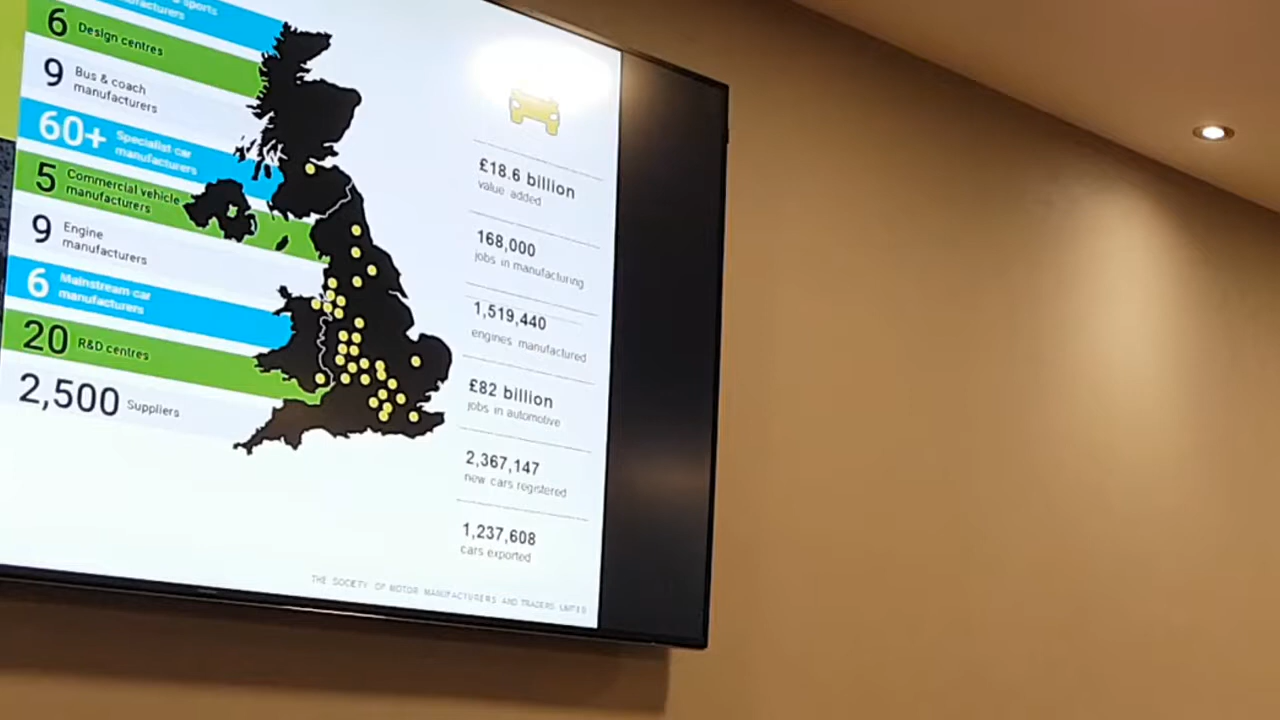 sports
6 Design centres
9 Bus & coach
manufacturers
60+ Specialist car
manufacturers
5 Commercial vehicle
manufacturers
9 Engine
manufacturers
6 Mainstream car
manufacturers
20 R&D centres
2,500 Suppliers
£18.6 billion
value added
168,000
jobs in manufacturing
1,519,440
engines manufactured
£82 billion
jobs in automotive
2,367,147
new cars registered
1,237,608
cars exported
THE SOCIETY OF MOTOR MANUFACTURERS AND TRADERS LIMITED